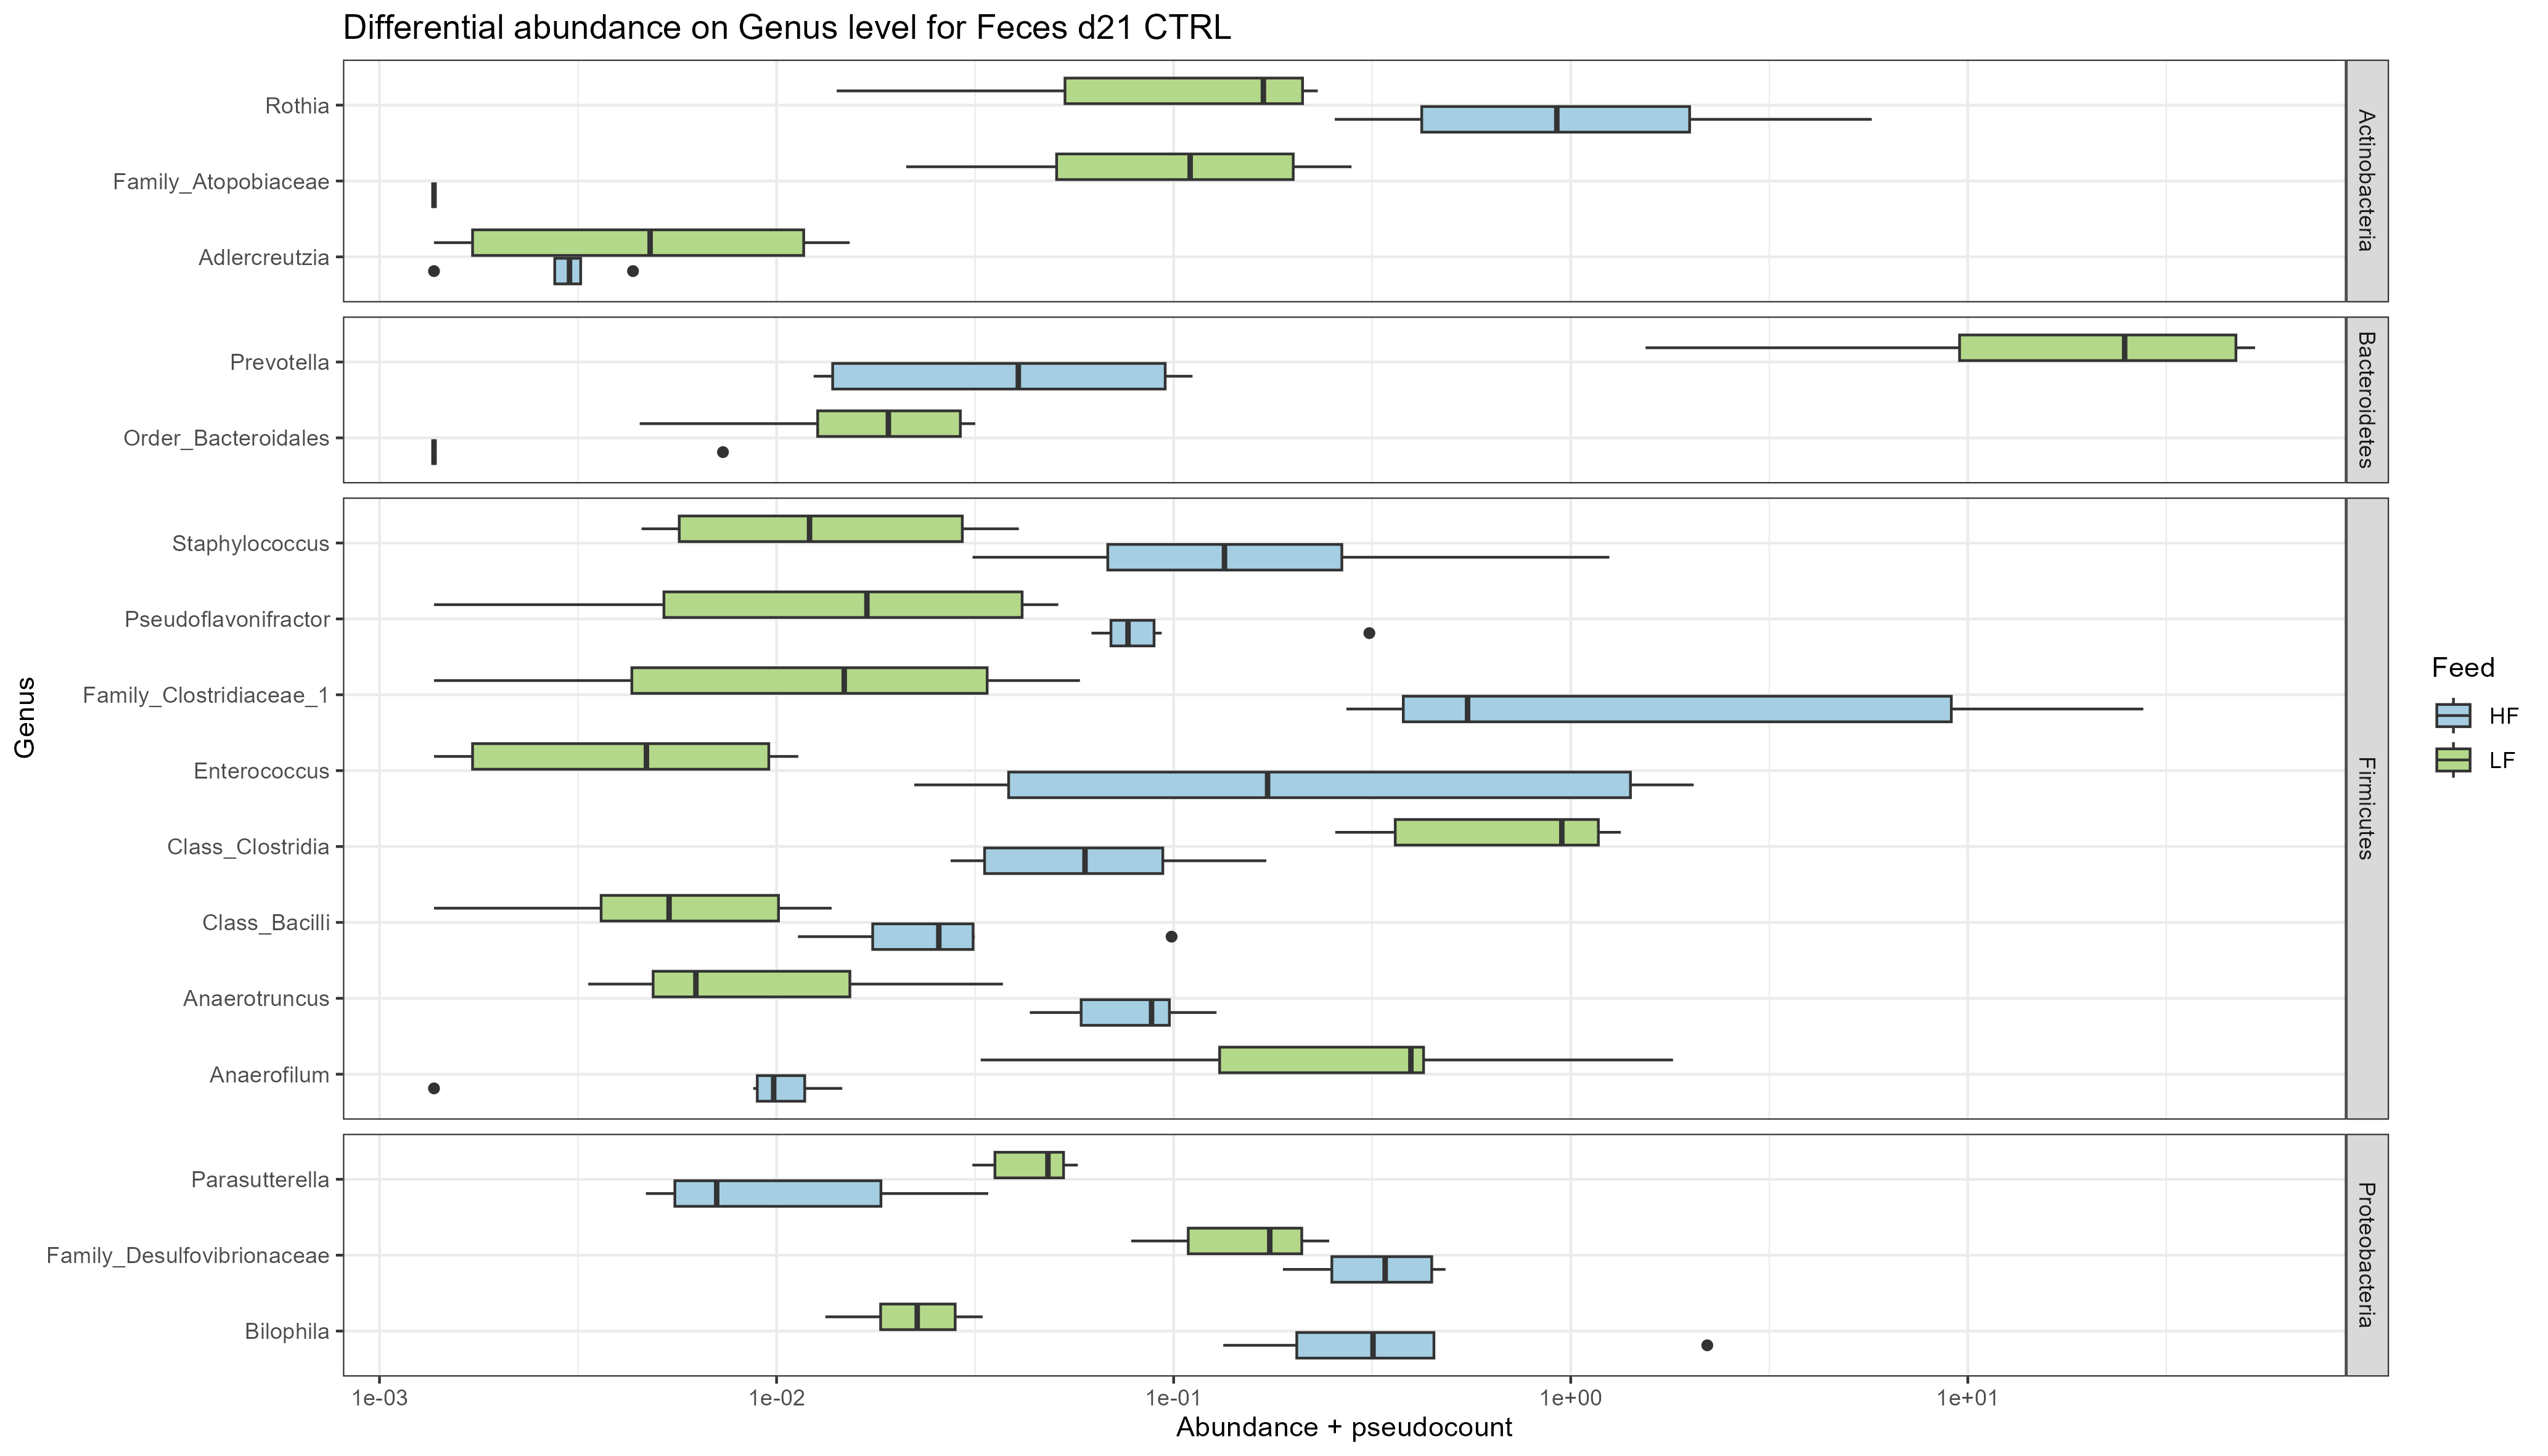 Differential abundance on Genus level for Feces d21 CTRL
Genus
Rothia
Family_Atopobiaceae
Adlercreutzia
Actinobacteria
Prevotella
Order_Bacteroidales
Bacteroidetes
Staphylococcus
Pseudoflavonifractor
Family_Clostridiaceae_1
Enterococcus
Class_Clostridia
Class_Bacilli
Anaerotruncus
Anaerofilum
Firmicutes
Parasutterella
Family_Desulfovibrionaceae
Bilophila
Proteobacteria
1e-03 1e-02 1e-01 1e+00 1e+01
Abundance + pseudocount
Feed
HF
LF